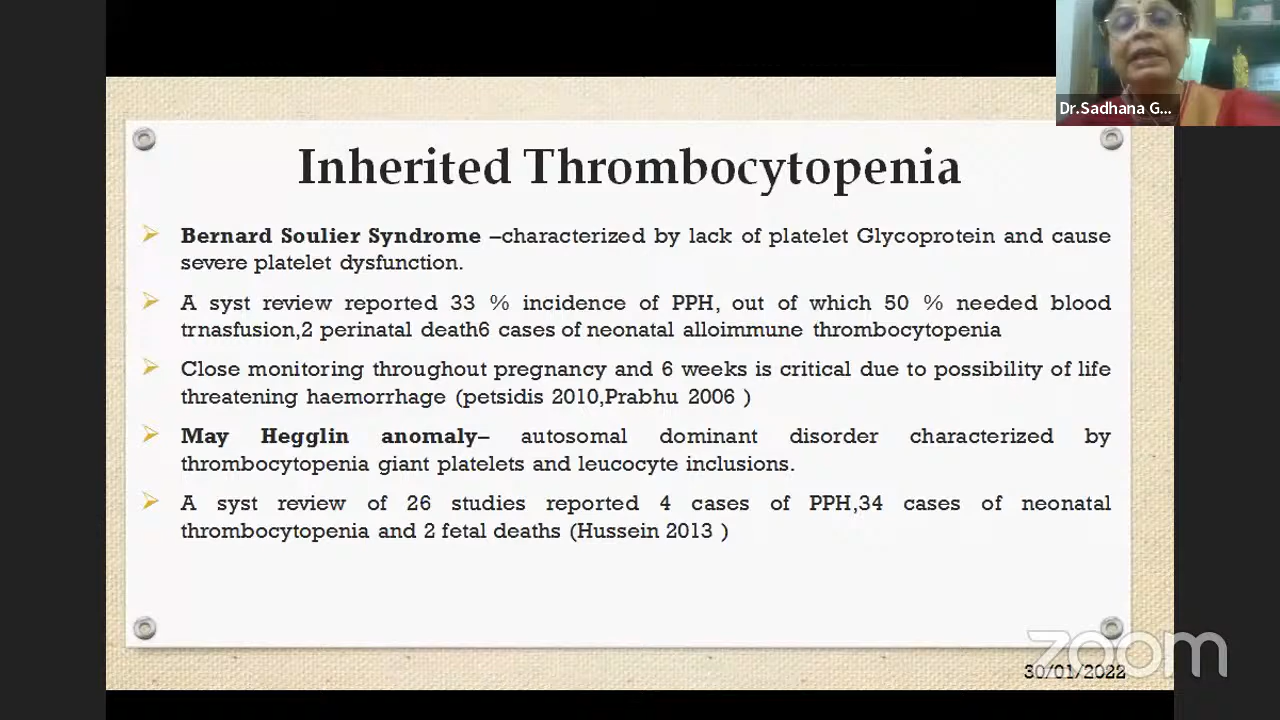 Dr.Sadhana G...
Inherited Thrombocytopenia
Bernard Soulier Syndrome –characterized by lack of platelet Glycoprotein and cause
severe platelet dysfunction.
A syst review reported 33 % incidence of PPH, out of which 50 % needed blood
trnasfusion,2 perinatal death6 cases of neonatal alloimmune thrombocytopenia
Close monitoring throughout pregnancy and 6 weeks is critical due to possibility of life
threatening haemorrhage (petsidis 2010,Prabhu 2006 )
May Hegglin anomaly– autosomal dominant disorder characterized by
thrombocytopenia giant platelets and leucocyte inclusions.
A syst review of 26 studies reported 4 cases of PPH,34 cases of neonatal
thrombocytopenia and 2 fetal deaths (Hussein 2013 )
zoom
30/01/2022